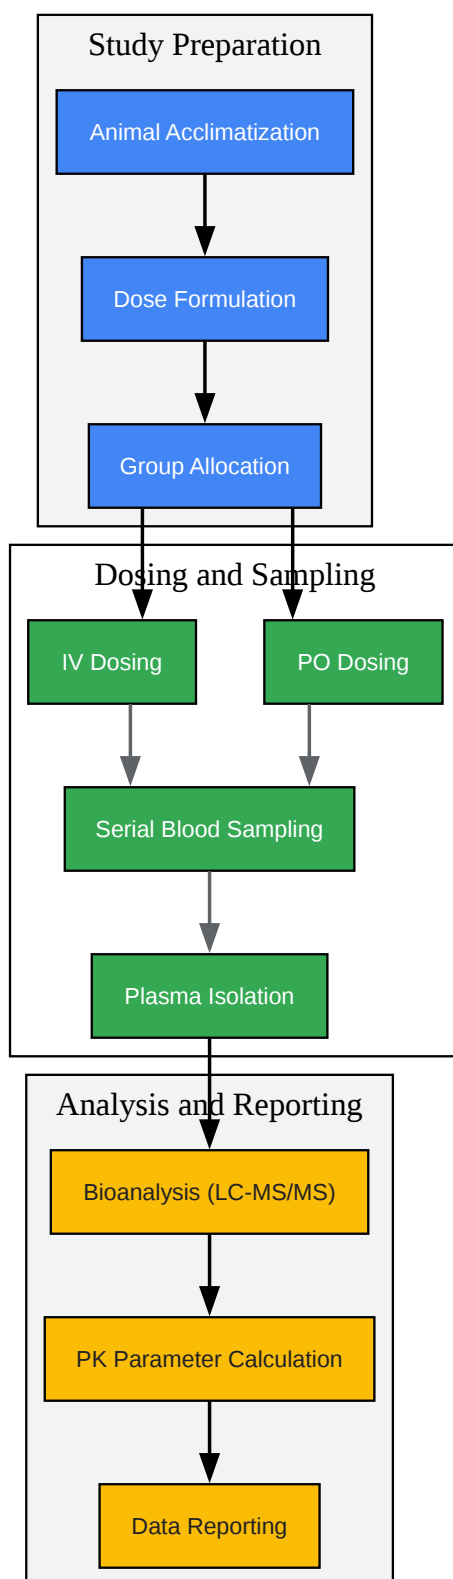 Study Preparation
Animal Acclimatization
Dose Formulation
Group Allocation
Dosing and Sampling
IV Dosing
PO Dosing
Serial Blood Sampling
Plasma Isolation
Analysis and Reporting
Bioanalysis (LC-MS/MS)
PK Parameter Calculation
Data Reporting